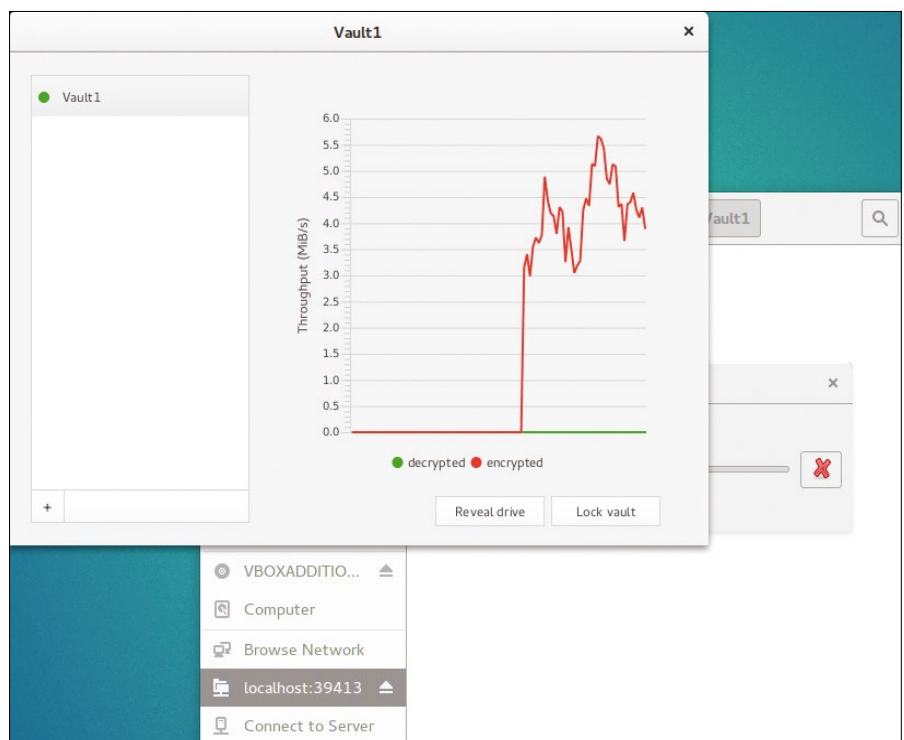 Vault1
Vault1
6.0
5.5
5.0
4.5
4.0
3.5
3.0
2.5
2.0
1.5
1.0
0.5
0.0
Throughput (MiB/s)
decrypted encrypted
+
Reveal drive Lock vault
Vault1
VBOXADDITIO...
Computer
Browse Network
localhost:39413
Connect to Server